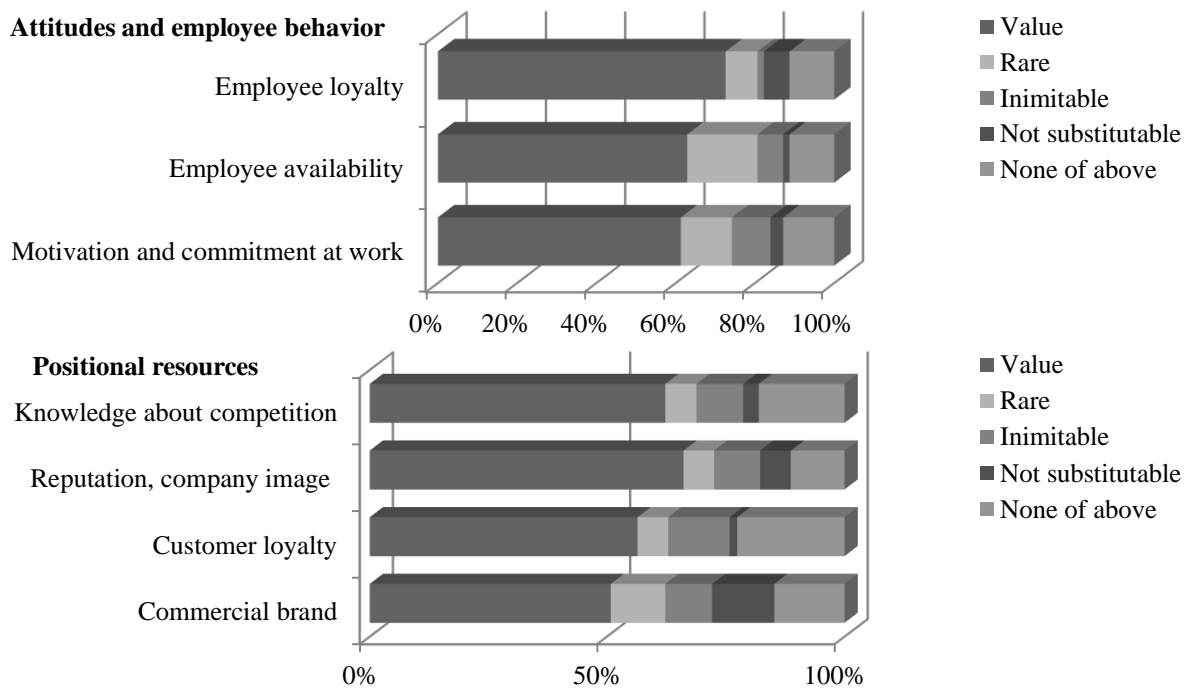 Attitudes and employee behavior
Employee loyalty
Employee availability
Motivation and commitment at work
0% 20% 40% 60% 80% 100%
Value
Rare
Inimitable
Not substitutable
None of above
Positional resources
Knowledge about competition
Reputation, company image
Customer loyalty
Commercial brand
0% 50% 100%
Value
Rare
Inimitable
Not substitutable
None of above